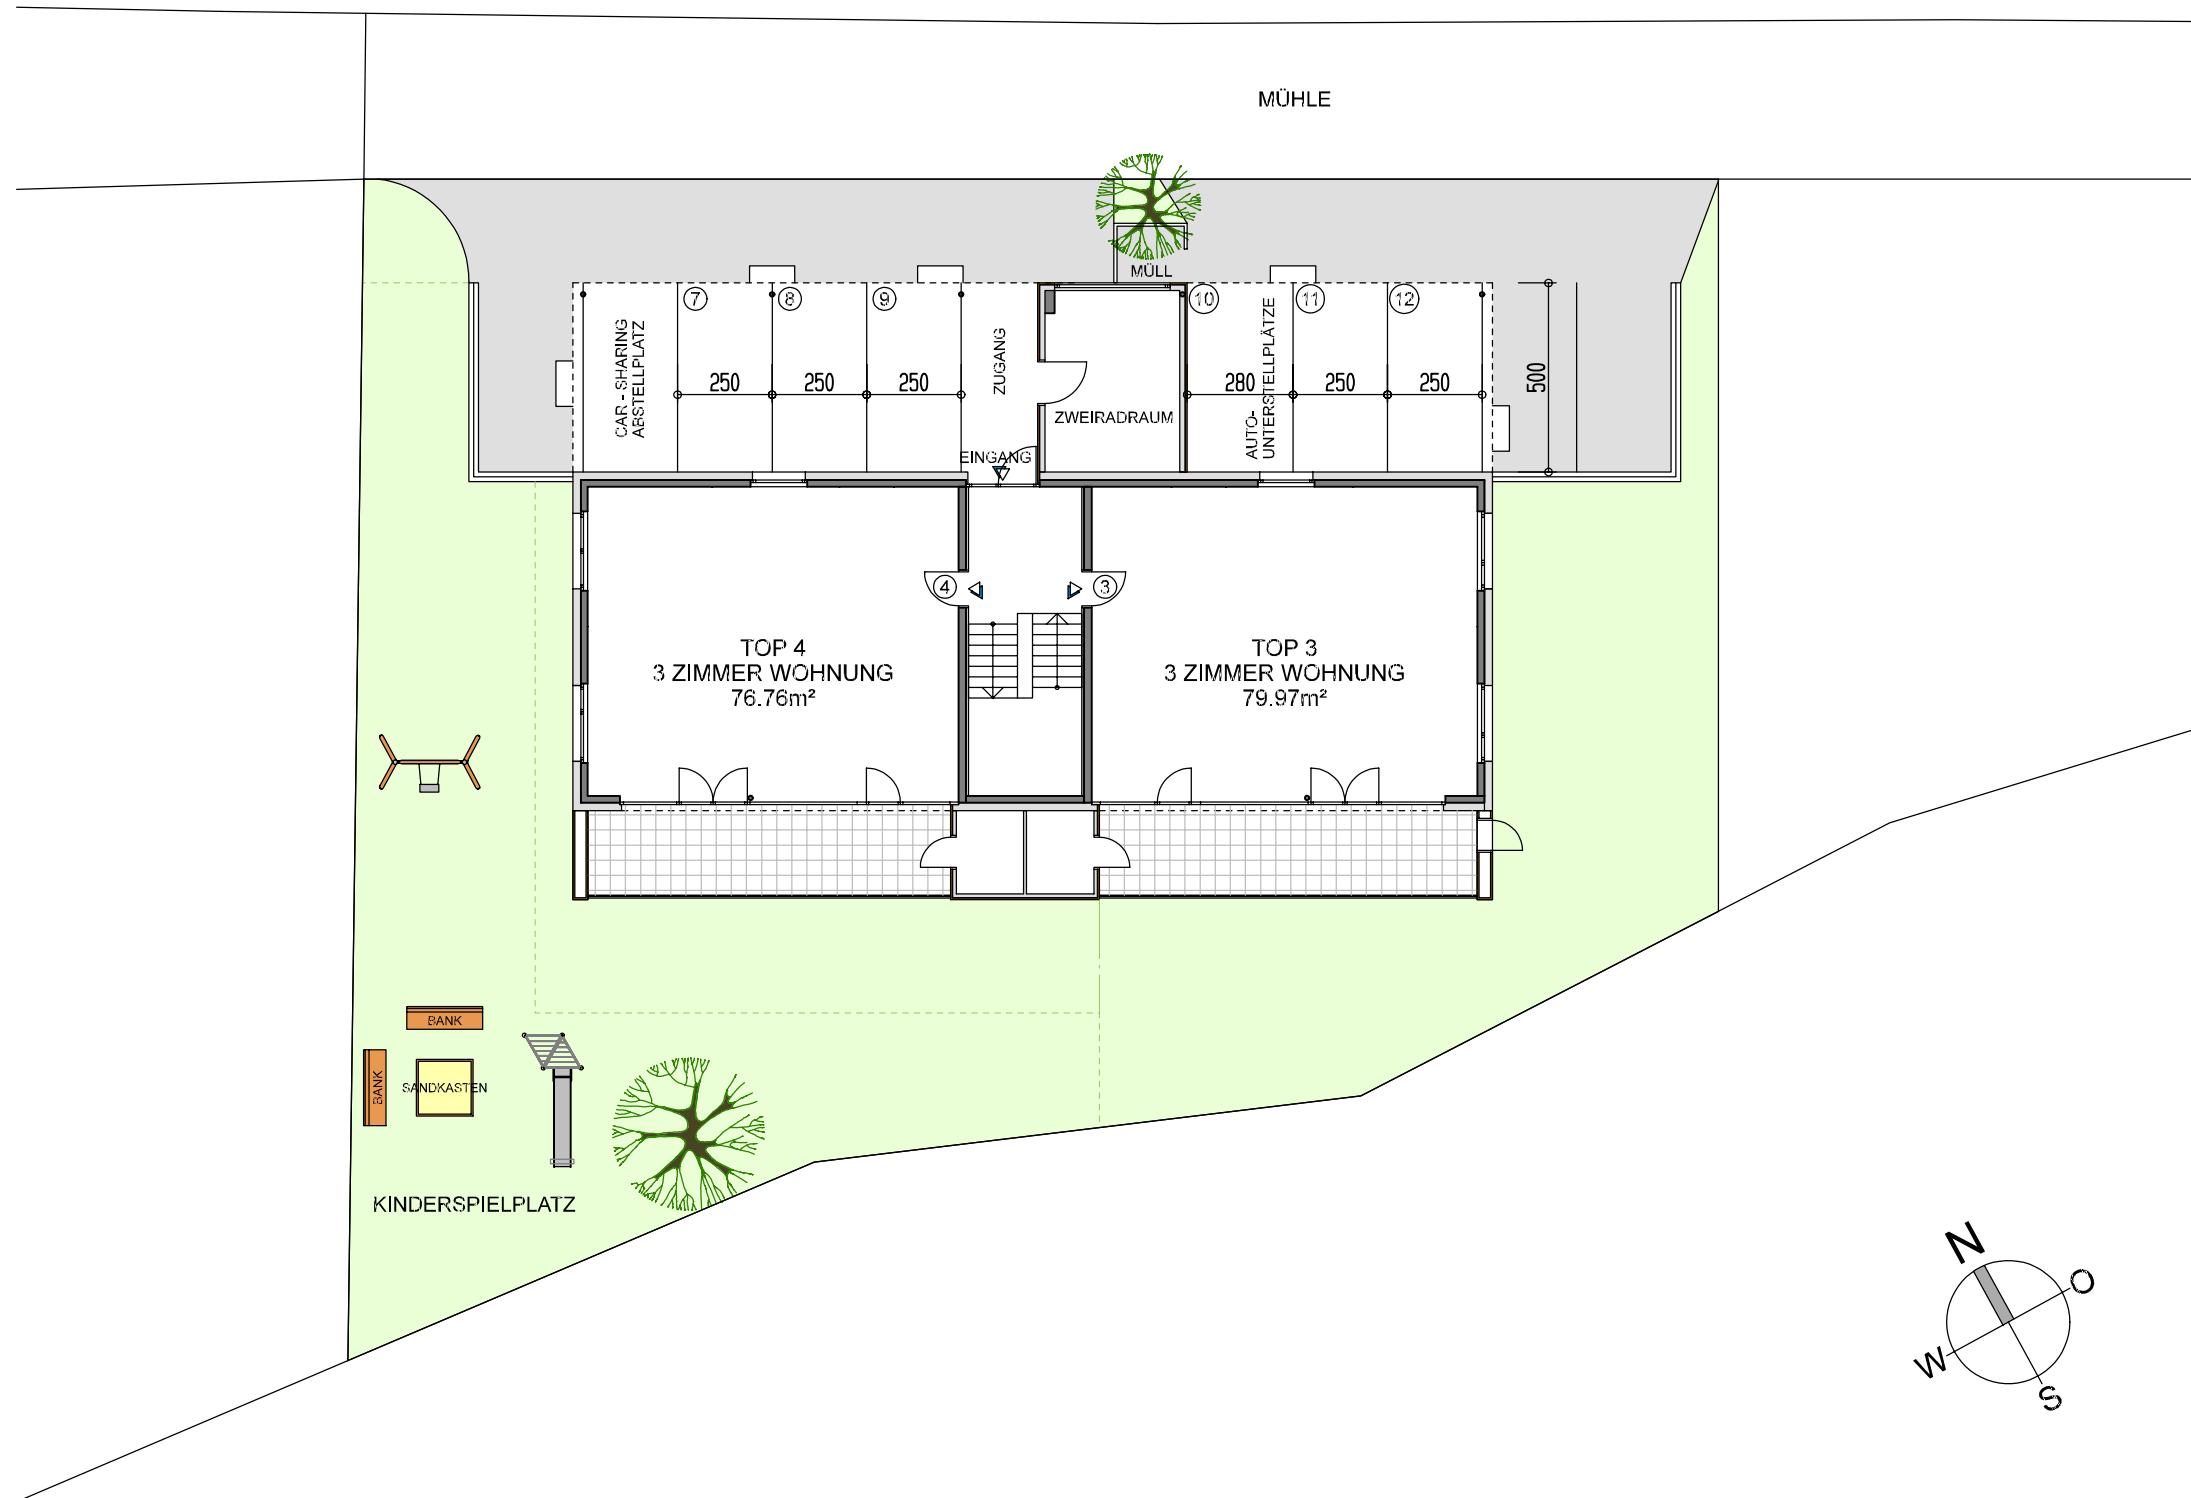 MÜHLE
MÜLL
7
8
9
10
11
12
CAR - SHARING
ABSTELLPLATZ
ZUGANG
AUTO-
UNTERSTELLPLÄTZE
250
250
250
280
250
250
500
ZWEIRADRAUM
EINGANG
4
3
TOP 4
3 ZIMMER WOHNUNG
76.76m²
TOP 3
3 ZIMMER WOHNUNG
79.97m²
BANK
BANK
SANDKASTEN
KINDERSPIELPLATZ
N
O
W
S